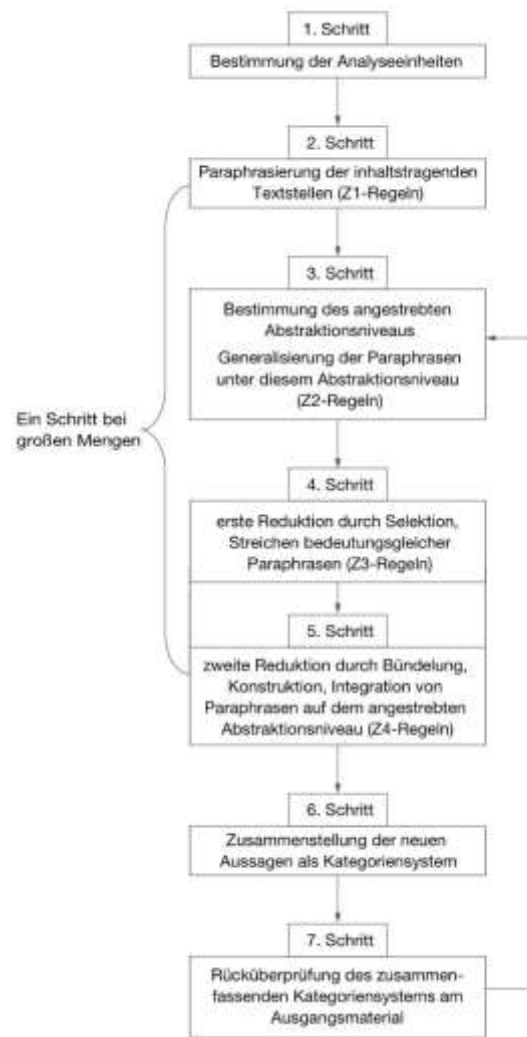 1. Schritt
Bestimmung der Analyseeinheiten
2. Schritt
Paraphrasierung der inhaltstragenden
Textstellen (Z1-Regeln)
3. Schritt
Bestimmung des angestrebten
Abstraktionsniveaus
Generalisierung der Paraphrasen
unter diesem Abstraktionsniveau
(Z2-Regeln)
Ein Schritt bei
großen Mengen
4. Schritt
erste Reduktion durch Selektion,
Streichen bedeutungsgleicher
Paraphrasen (Z3-Regeln)
5. Schritt
zweite Reduktion durch Bündelung,
Konstruktion, Integration von
Paraphrasen auf dem angestrebten
Abstraktionsniveau (Z4-Regeln)
6. Schritt
Zusammenstellung der neuen
Aussagen als Kategoriensystem
7. Schritt
Rücküberprüfung des zusammen-
fassenden Kategoriensystems am
Ausgangsmaterial